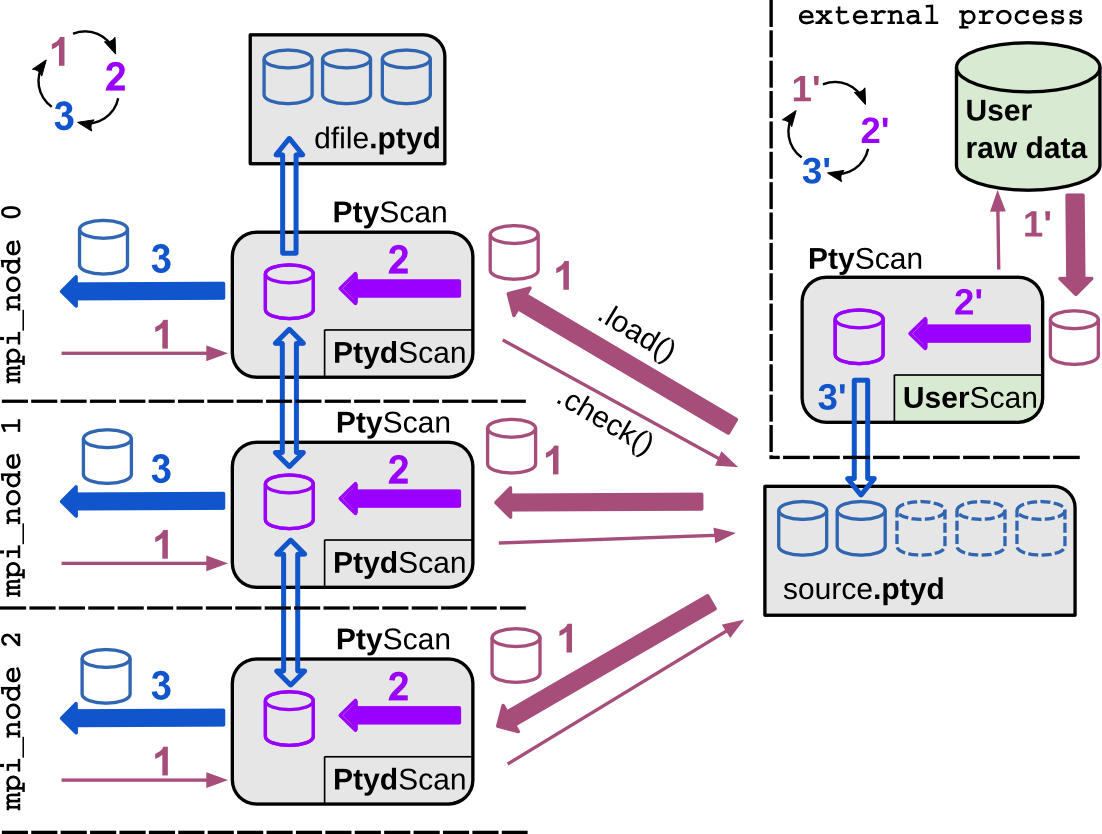 external process
1
2
3
dfile.ptyd
1'
2'
3'
User
raw data
1'
mpi_node 0
PtyScan
3
1
2
PtydScan
1
.load()
.check()
PtyScan
2'
3'
UserScan
mpi_node 1
PtyScan
3
1
2
PtydScan
1
source.ptyd
mpi_node 2
PtyScan
3
1
2
PtydScan
1